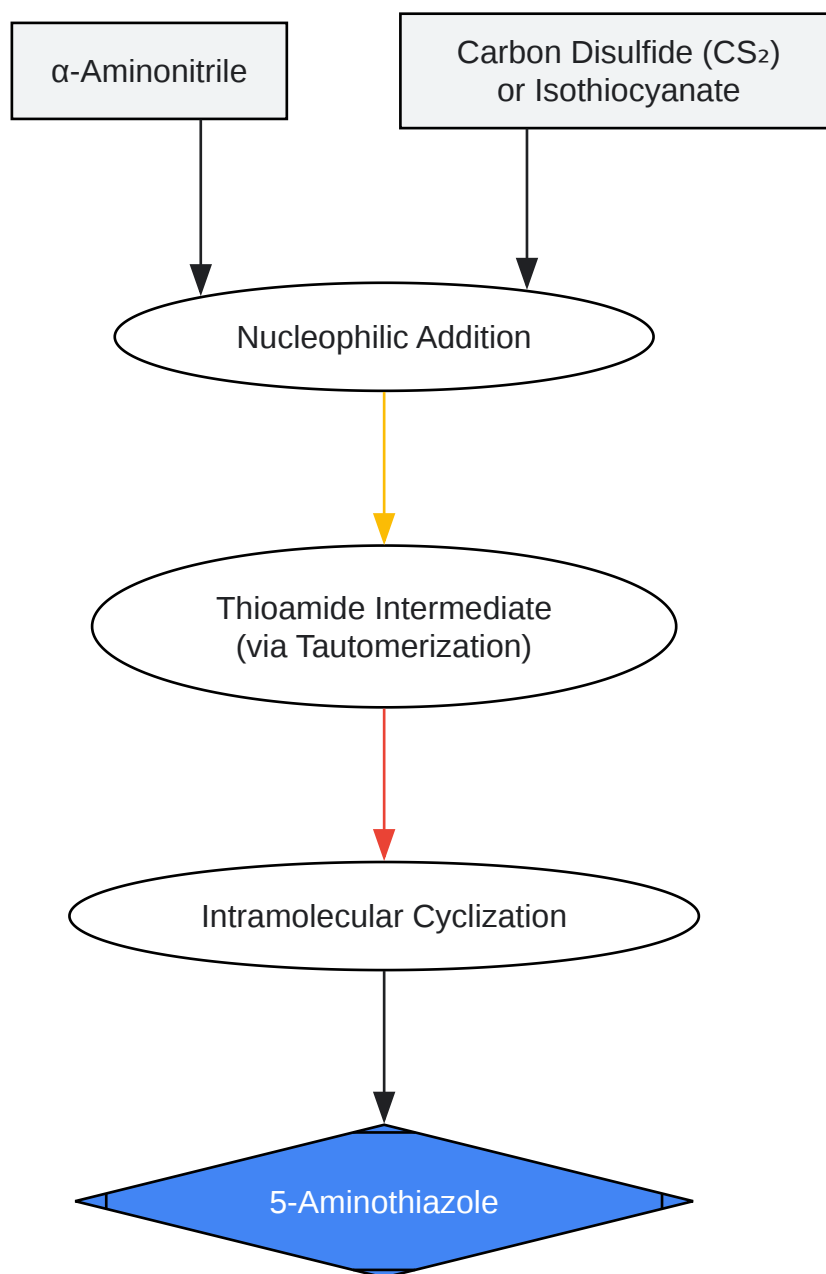 α-Aminonitrile
Carbon Disulfide (CS₂)
or Isothiocyanate
Nucleophilic Addition
Thioamide Intermediate
(via Tautomerization)
Intramolecular Cyclization
5-Aminothiazole